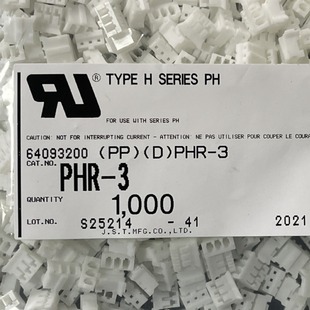 RU® TYPE H SERIES PH
FOR USE WITH SERIES PH
CAUTION: NOT FOR INTERRUPTING CURRENT - ATTENTION: NE PAS UTILISER POUR COUPER LE COURA
64093200 (PP)(D)PHR-3
CAT.NO.
PHR-3
QUANTITY 1,000
LOT.NO. S25214 - 41 2021
J.S.T.MFG.CO.,LTD.